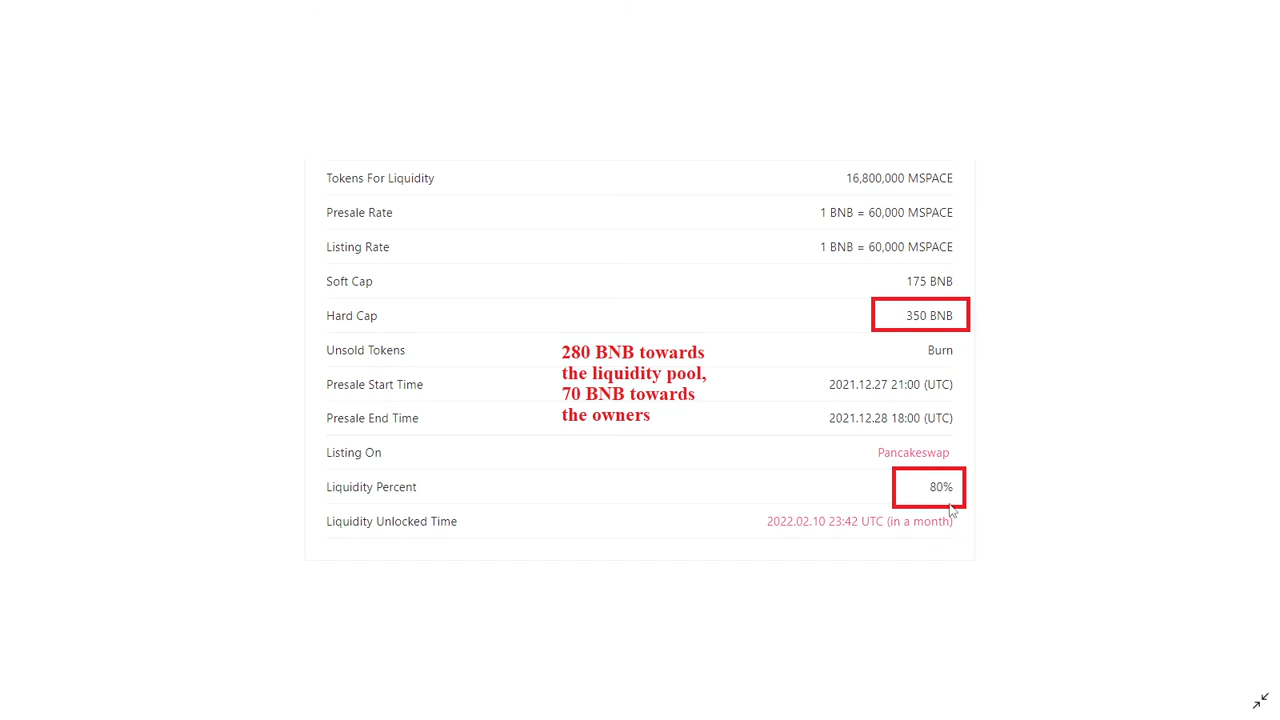 Tokens For Liquidity 16,800,000 MSPACE
Presale Rate 1 BNB = 60,000 MSPACE
Listing Rate 1 BNB = 60,000 MSPACE
Soft Cap 175 BNB
Hard Cap 350 BNB
Unsold Tokens Burn
280 BNB towards
the liquidity pool,
70 BNB towards
the owners
Presale Start Time 2021.12.27 21:00 (UTC)
Presale End Time 2021.12.28 18:00 (UTC)
Listing On Pancakeswap
Liquidity Percent 80%
Liquidity Unlocked Time 2022.02.10 23:42 UTC (in a month)